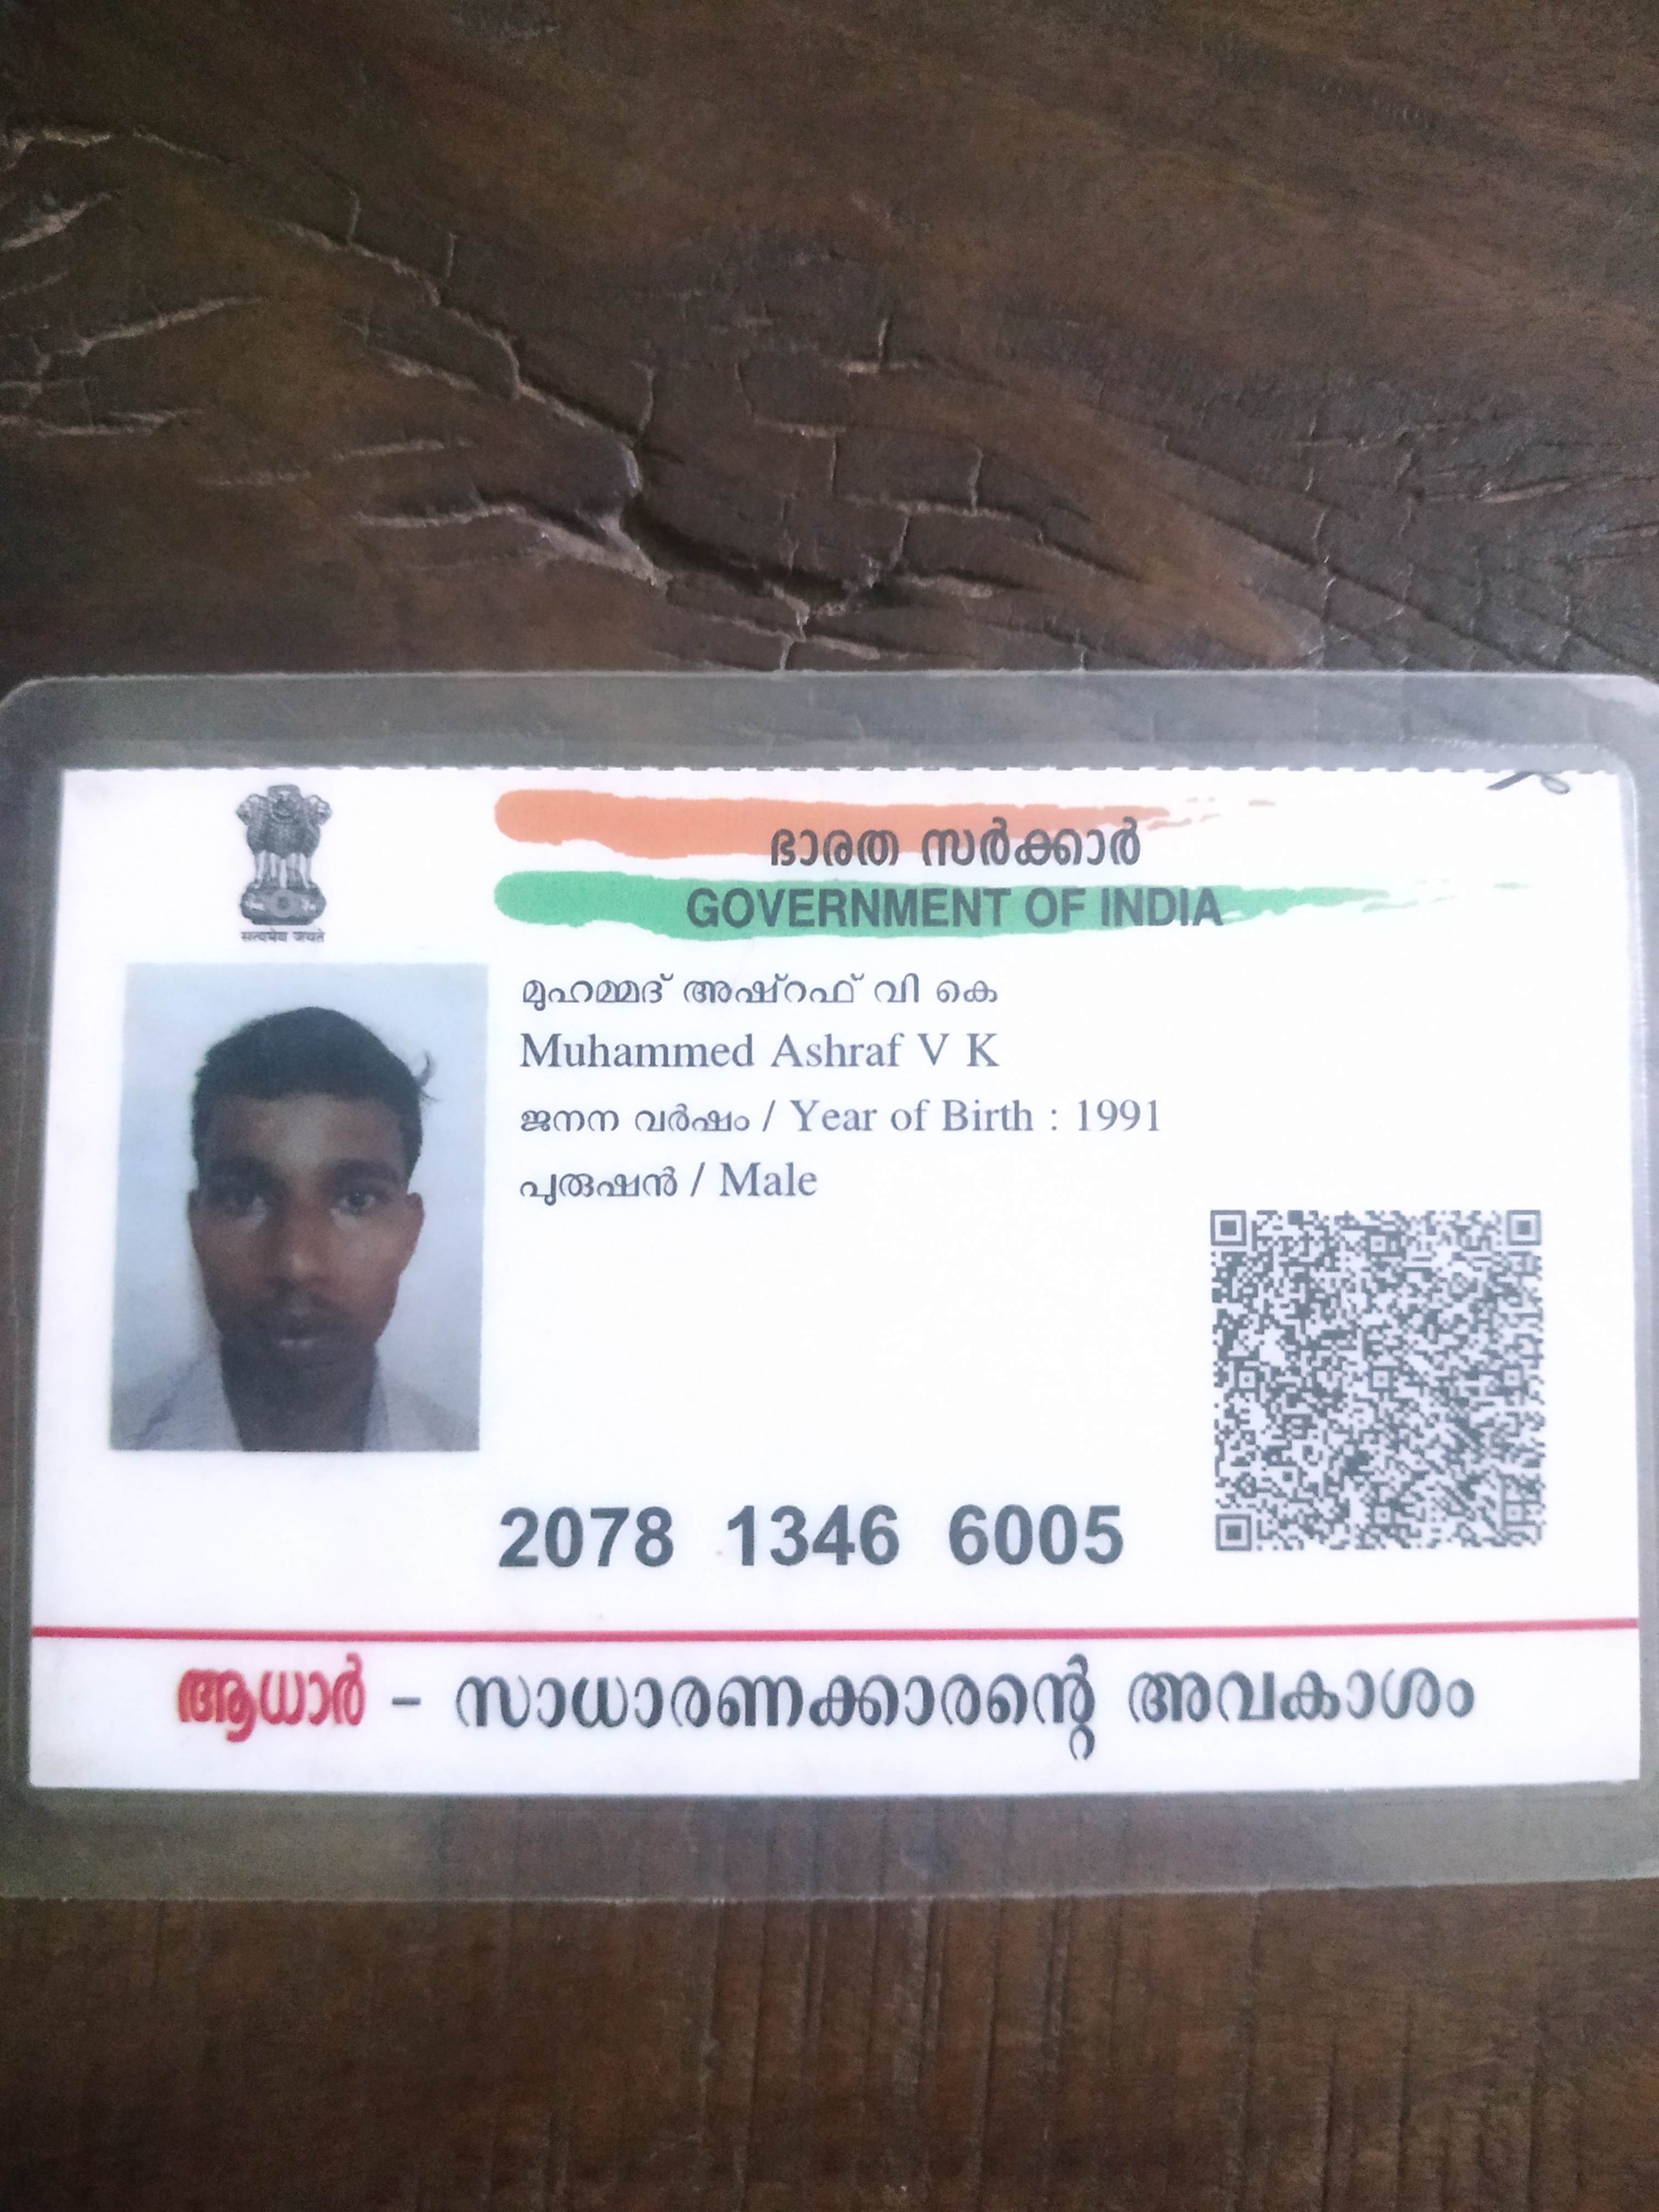 ഭാരത സർക്കാർ
GOVERNMENT OF INDIA
सत्यमेव जयते
മുഹമ്മദ് അഷ്റഫ് വി കെ
Muhammed Ashraf V K
ജനന വർഷം / Year of Birth : 1991
പുരുഷൻ / Male
2078 1346 6005
ആധാർ - സാധാരണക്കാരന്റെ അവകാശം